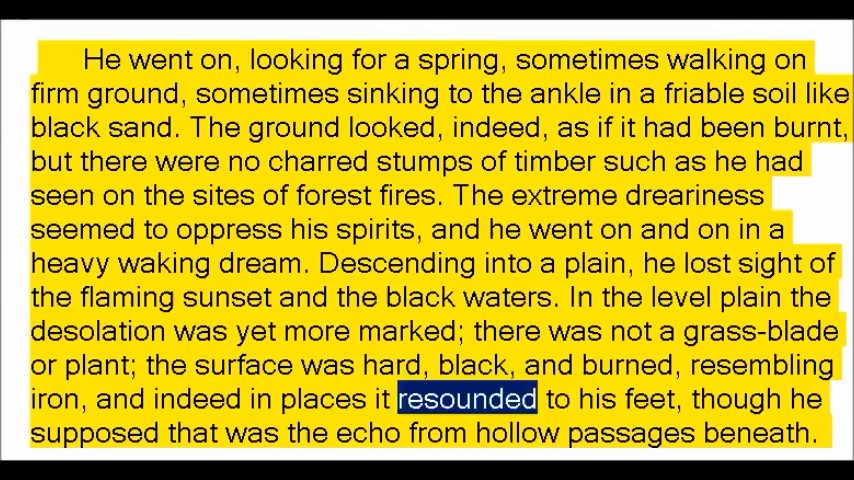 He went on, looking for a spring, sometimes walking on
firm ground, sometimes sinking to the ankle in a friable soil like
black sand. The ground looked, indeed, as if it had been burnt,
but there were no charred stumps of timber such as he had
seen on the sites of forest fires. The extreme dreariness
seemed to oppress his spirits, and he went on and on in a
heavy waking dream. Descending into a plain, he lost sight of
the flaming sunset and the black waters. In the level plain the
desolation was yet more marked; there was not a grass-blade
or plant; the surface was hard, black, and burned, resembling
iron, and indeed in places it resounded to his feet, though he
supposed that was the echo from hollow passages beneath.